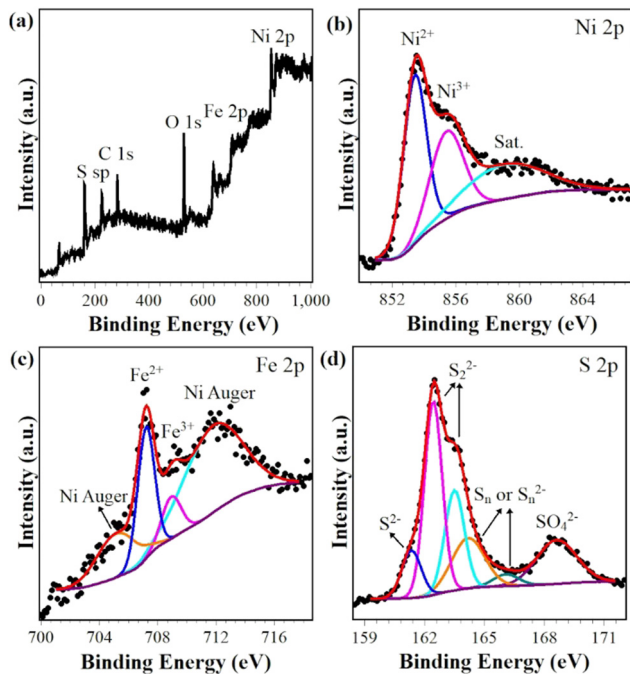 (a)
Ni 2p
Fe 2p
O 1s
C 1s
S sp
Intensity (a.u.)
0 200 400 600 800 1,000
Binding Energy (eV)
(b)
Ni 2p
Ni²⁺
Ni³⁺
Sat.
Intensity (a.u.)
852 856 860 864
Binding Energy (eV)
(c)
Fe 2p
Fe²⁺
Ni Auger
Fe³⁺
Ni Auger
Intensity (a.u.)
700 704 708 712 716
Binding Energy (eV)
(d)
S 2p
S₂²⁻
Sₙ or Sₙ²⁻
SO₄²⁻
S²⁻
Intensity (a.u.)
159 162 165 168 171
Binding Energy (eV)